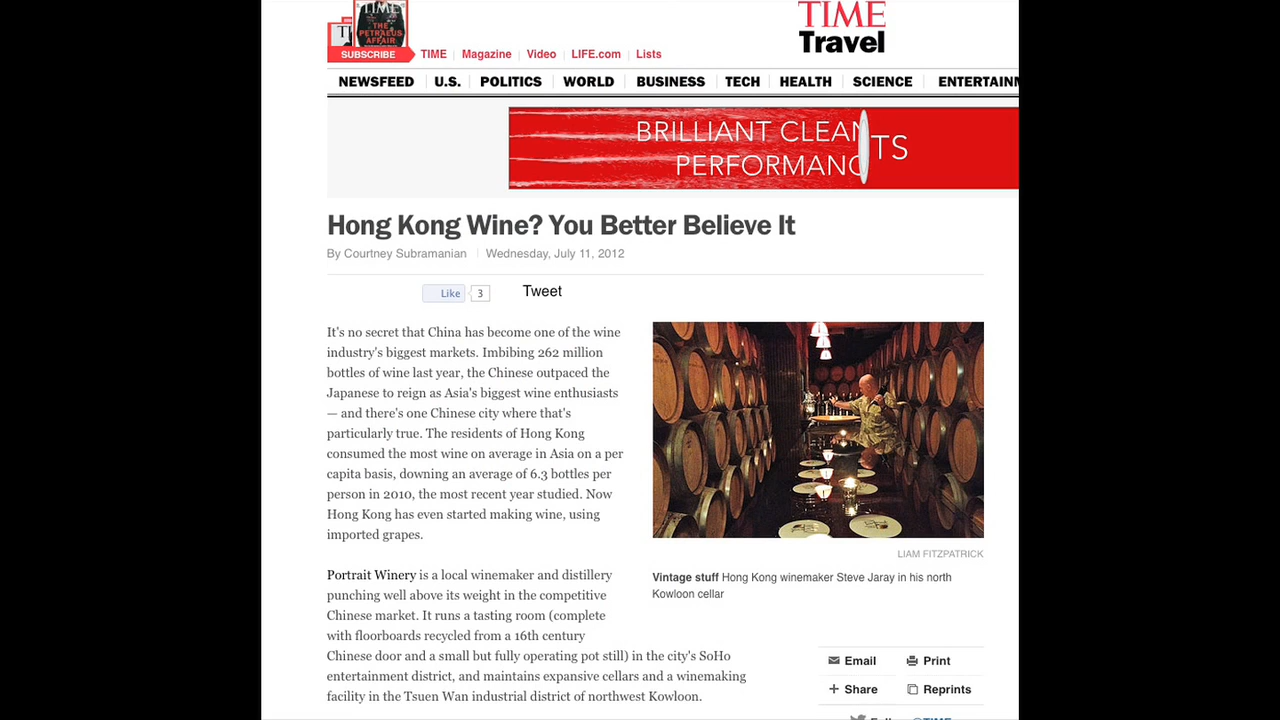 TIME
THE
PETRAEUS
AFFAIR
SUBSCRIBE
TIME Magazine Video LIFE.com Lists
TIME
Travel
NEWSFEED U.S. POLITICS WORLD BUSINESS TECH HEALTH SCIENCE ENTERTAINM
BRILLIANT CLEAN
PERFORMANC
TS
Hong Kong Wine? You Better Believe It
By Courtney Subramanian Wednesday, July 11, 2012
Like 3 Tweet
It's no secret that China has become one of the wine
industry's biggest markets. Imbibing 262 million
bottles of wine last year, the Chinese outpaced the
Japanese to reign as Asia's biggest wine enthusiasts
— and there's one Chinese city where that's
particularly true. The residents of Hong Kong
consumed the most wine on average in Asia on a per
capita basis, downing an average of 6.3 bottles per
person in 2010, the most recent year studied. Now
Hong Kong has even started making wine, using
imported grapes.
LIAM FITZPATRICK
Vintage stuff Hong Kong winemaker Steve Jaray in his north
Kowloon cellar
Portrait Winery is a local winemaker and distillery
punching well above its weight in the competitive
Chinese market. It runs a tasting room (complete
with floorboards recycled from a 16th century
Chinese door and a small but fully operating pot still) in the city's SoHo
entertainment district, and maintains expansive cellars and a winemaking
facility in the Tsuen Wan industrial district of northwest Kowloon.
Email Print
Share Reprints